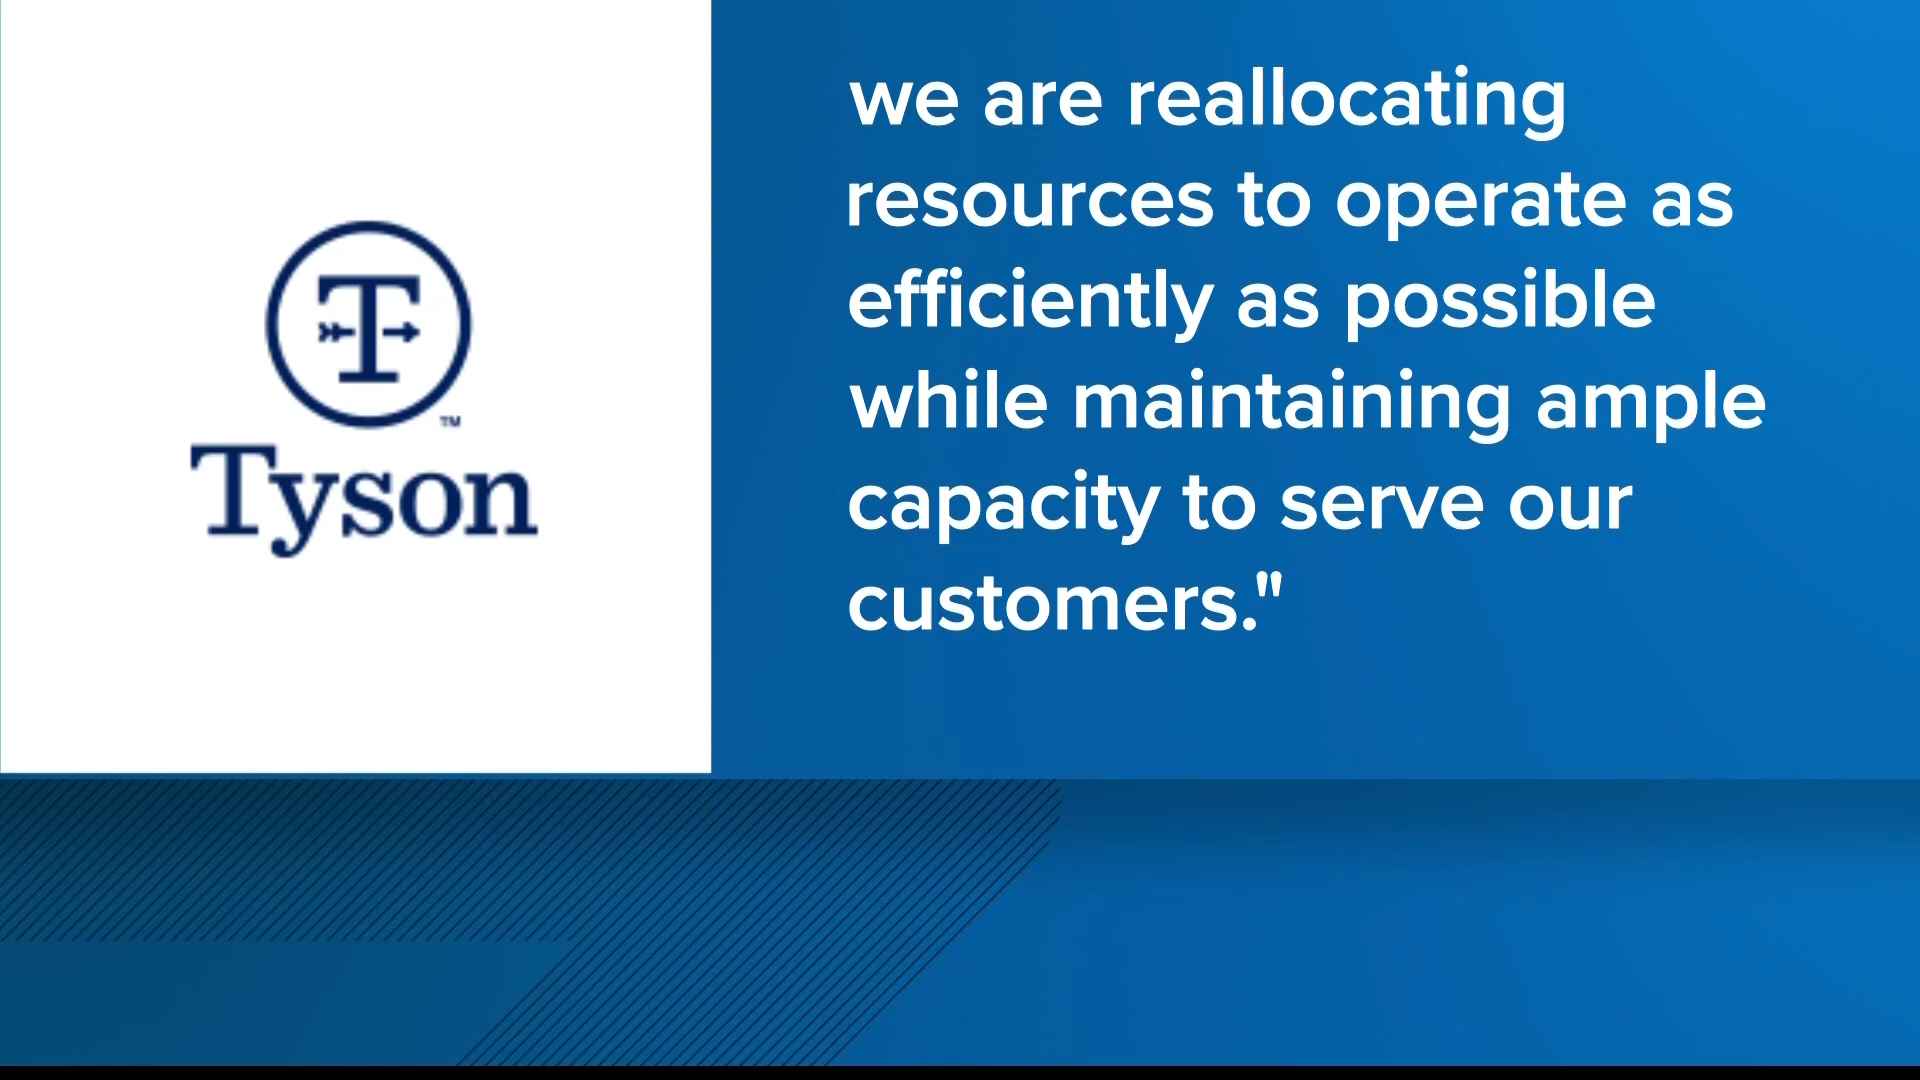 T
TM
Tyson
we are reallocating
resources to operate as
efficiently as possible
while maintaining ample
capacity to serve our
customers."